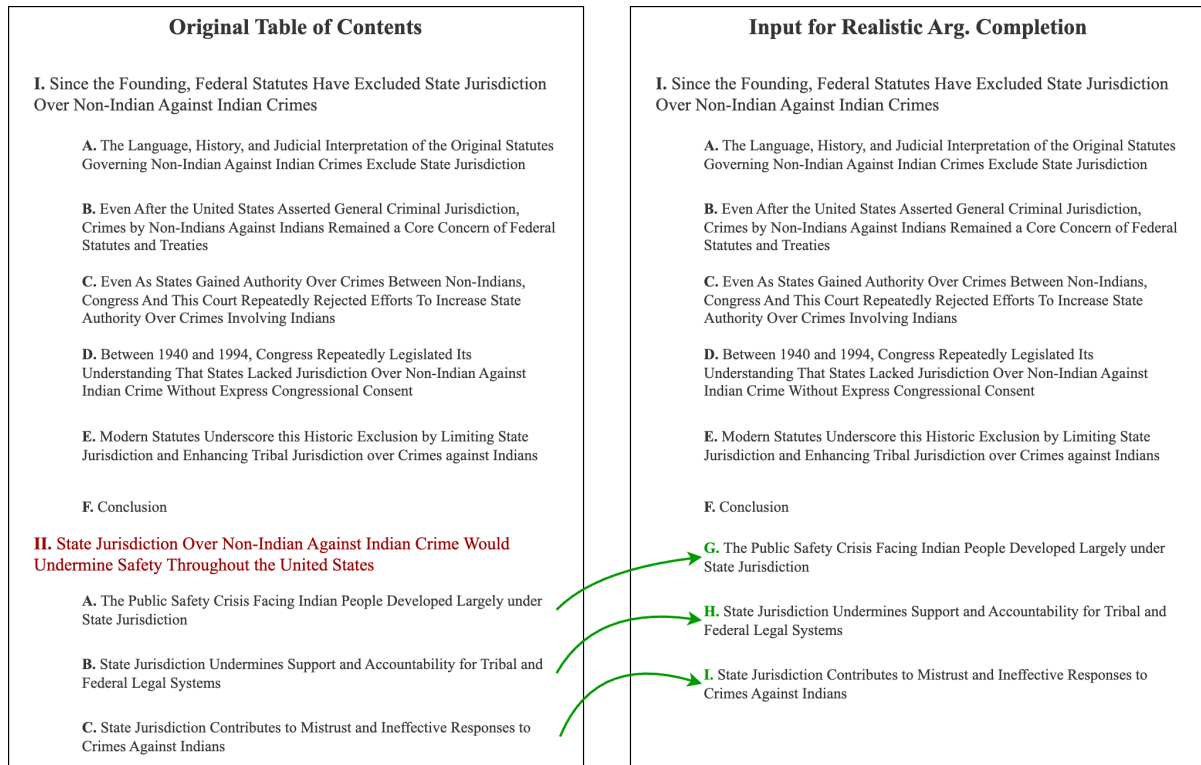 Original Table of Contents
I. Since the Founding, Federal Statutes Have Excluded State Jurisdiction
Over Non-Indian Against Indian Crimes
A. The Language, History, and Judicial Interpretation of the Original Statutes
Governing Non-Indian Against Indian Crimes Exclude State Jurisdiction
B. Even After the United States Asserted General Criminal Jurisdiction,
Crimes by Non-Indians Against Indians Remained a Core Concern of Federal
Statutes and Treaties
C. Even As States Gained Authority Over Crimes Between Non-Indians,
Congress And This Court Repeatedly Rejected Efforts To Increase State
Authority Over Crimes Involving Indians
D. Between 1940 and 1994, Congress Repeatedly Legislated Its
Understanding That States Lacked Jurisdiction Over Non-Indian Against
Indian Crime Without Express Congressional Consent
E. Modern Statutes Underscore this Historic Exclusion by Limiting State
Jurisdiction and Enhancing Tribal Jurisdiction over Crimes against Indians
F. Conclusion
II. State Jurisdiction Over Non-Indian Against Indian Crime Would
Undermine Safety Throughout the United States
A. The Public Safety Crisis Facing Indian People Developed Largely under
State Jurisdiction
B. State Jurisdiction Undermines Support and Accountability for Tribal and
Federal Legal Systems
C. State Jurisdiction Contributes to Mistrust and Ineffective Responses to
Crimes Against Indians
Input for Realistic Arg. Completion
I. Since the Founding, Federal Statutes Have Excluded State Jurisdiction
Over Non-Indian Against Indian Crimes
A. The Language, History, and Judicial Interpretation of the Original Statutes
Governing Non-Indian Against Indian Crimes Exclude State Jurisdiction
B. Even After the United States Asserted General Criminal Jurisdiction,
Crimes by Non-Indians Against Indians Remained a Core Concern of Federal
Statutes and Treaties
C. Even As States Gained Authority Over Crimes Between Non-Indians,
Congress And This Court Repeatedly Rejected Efforts To Increase State
Authority Over Crimes Involving Indians
D. Between 1940 and 1994, Congress Repeatedly Legislated Its
Understanding That States Lacked Jurisdiction Over Non-Indian Against
Indian Crime Without Express Congressional Consent
E. Modern Statutes Underscore this Historic Exclusion by Limiting State
Jurisdiction and Enhancing Tribal Jurisdiction over Crimes against Indians
F. Conclusion
G. The Public Safety Crisis Facing Indian People Developed Largely under
State Jurisdiction
H. State Jurisdiction Undermines Support and Accountability for Tribal and
Federal Legal Systems
I. State Jurisdiction Contributes to Mistrust and Ineffective Responses to
Crimes Against Indians